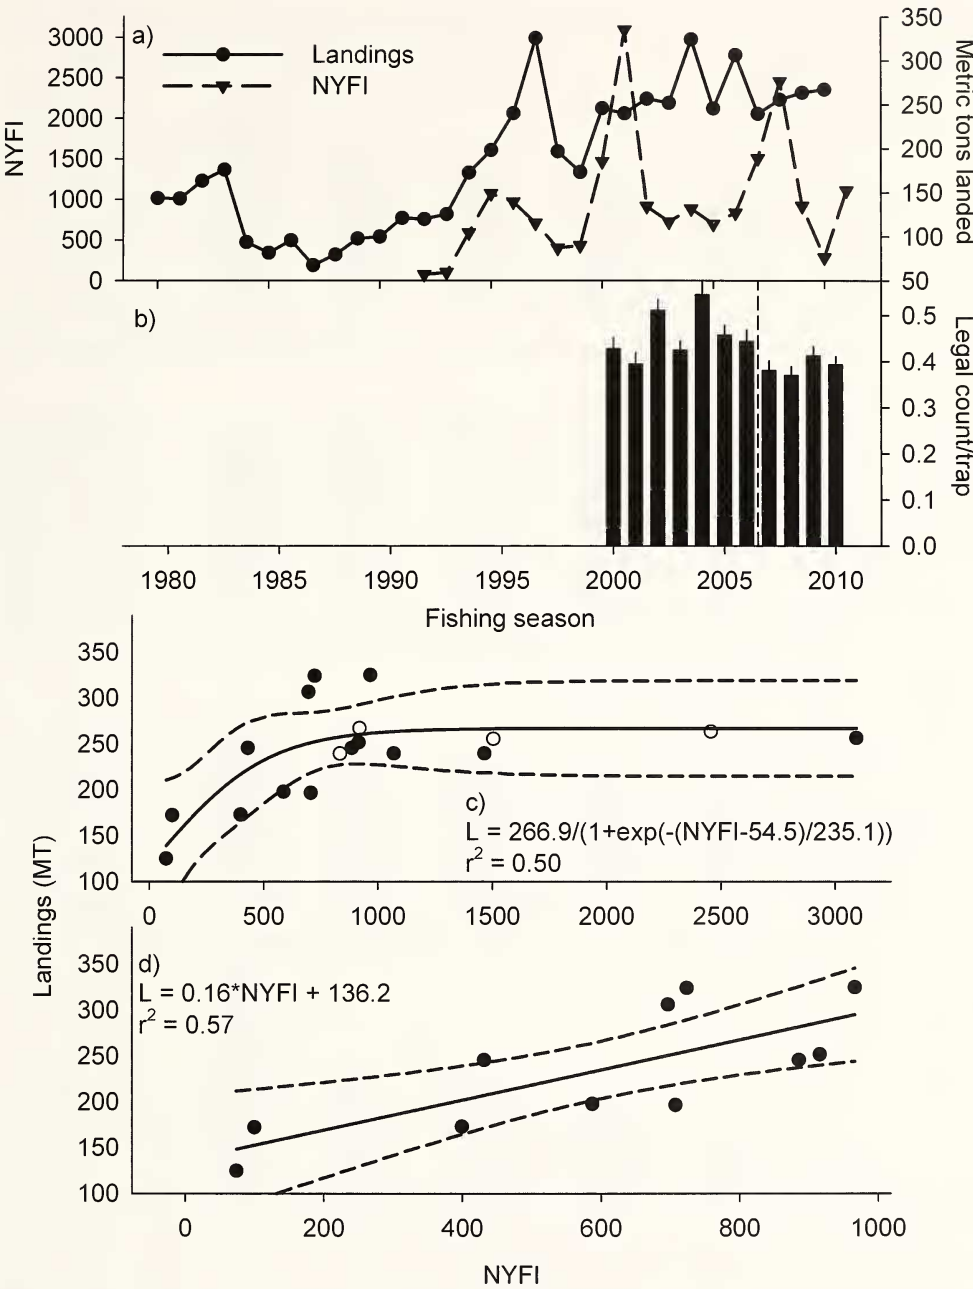 a)
Landings
NYFI
3000
2500
2000
1500
1000
500
0
NYFI
350
300
250
200
150
100
50
Metric tons landed
b)
0.5
0.4
0.3
0.2
0.1
0.0
Legal count/trap
1980 1985 1990 1995 2000 2005 2010
Fishing season
350
300
250
200
150
100
c)
L = 266.9/(1+exp(-(NYFI-54.5)/235.1))
r² = 0.50
0 500 1000 1500 2000 2500 3000
Landings (MT)
d)
L = 0.16*NYFI + 136.2
r² = 0.57
350
300
250
200
150
100
0 200 400 600 800 1000
NYFI